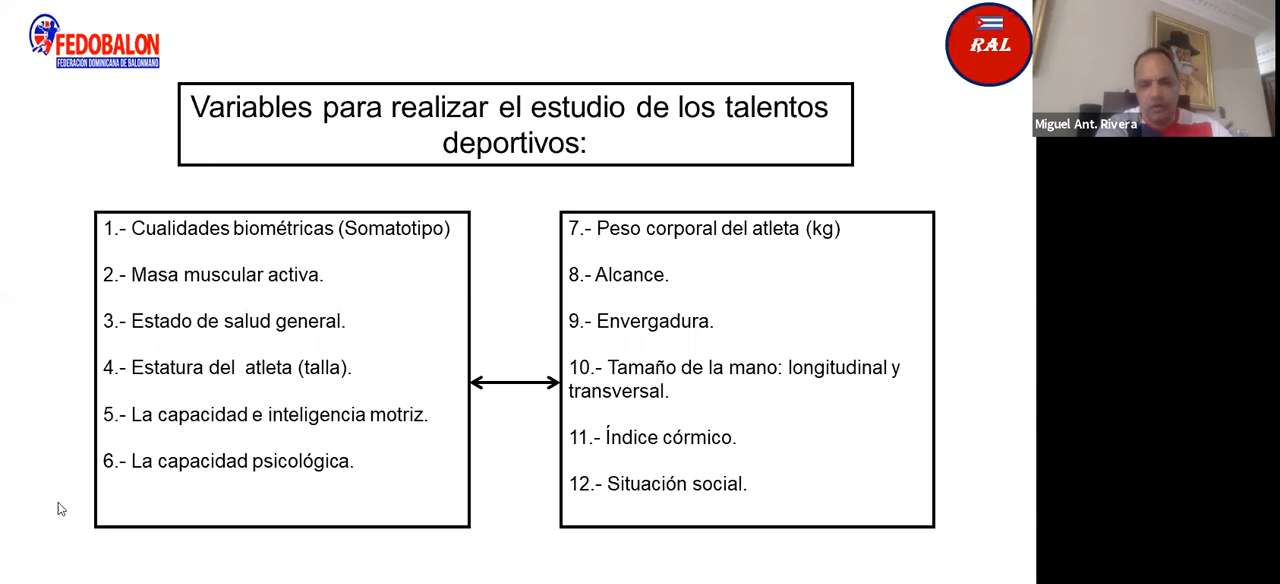 FEDOBALON
FEDERACIÓN DOMINICANA DE BALONMANO
RAL
Miguel Ant. Rivera
Variables para realizar el estudio de los talentos
deportivos:
1.- Cualidades biométricas (Somatotipo)
2.- Masa muscular activa.
3.- Estado de salud general.
4.- Estatura del  atleta (talla).
5.- La capacidad e inteligencia motriz.
6.- La capacidad psicológica.
7.- Peso corporal del atleta (kg)
8.- Alcance.
9.- Envergadura.
10.- Tamaño de la mano: longitudinal y
transversal.
11.- Índice córmico.
12.- Situación social.